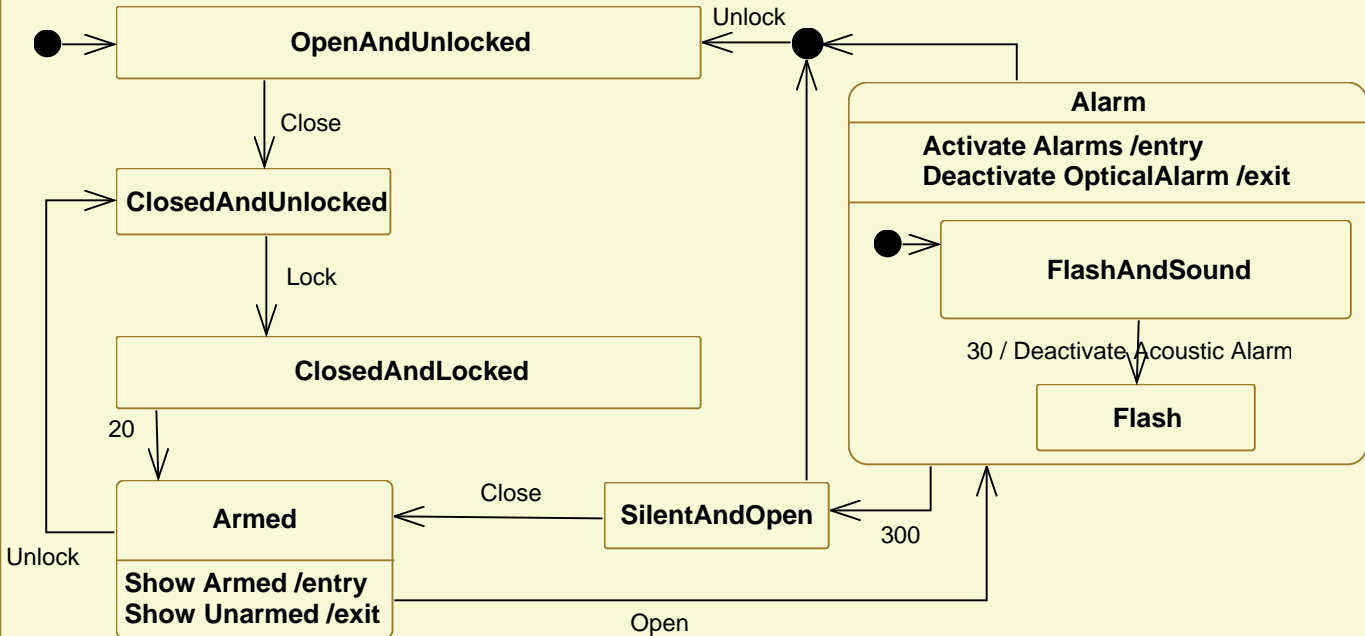 Unlock
OpenAndUnlocked
Close
Alarm
Activate Alarms /entry
Deactivate OpticalAlarm /exit
ClosedAndUnlocked
Lock
FlashAndSound
30 / Deactivate Acoustic Alarm
ClosedAndLocked
Flash
20
Close
Armed
SilentAndOpen
300
Unlock
Show Armed /entry
Show Unarmed /exit
Open